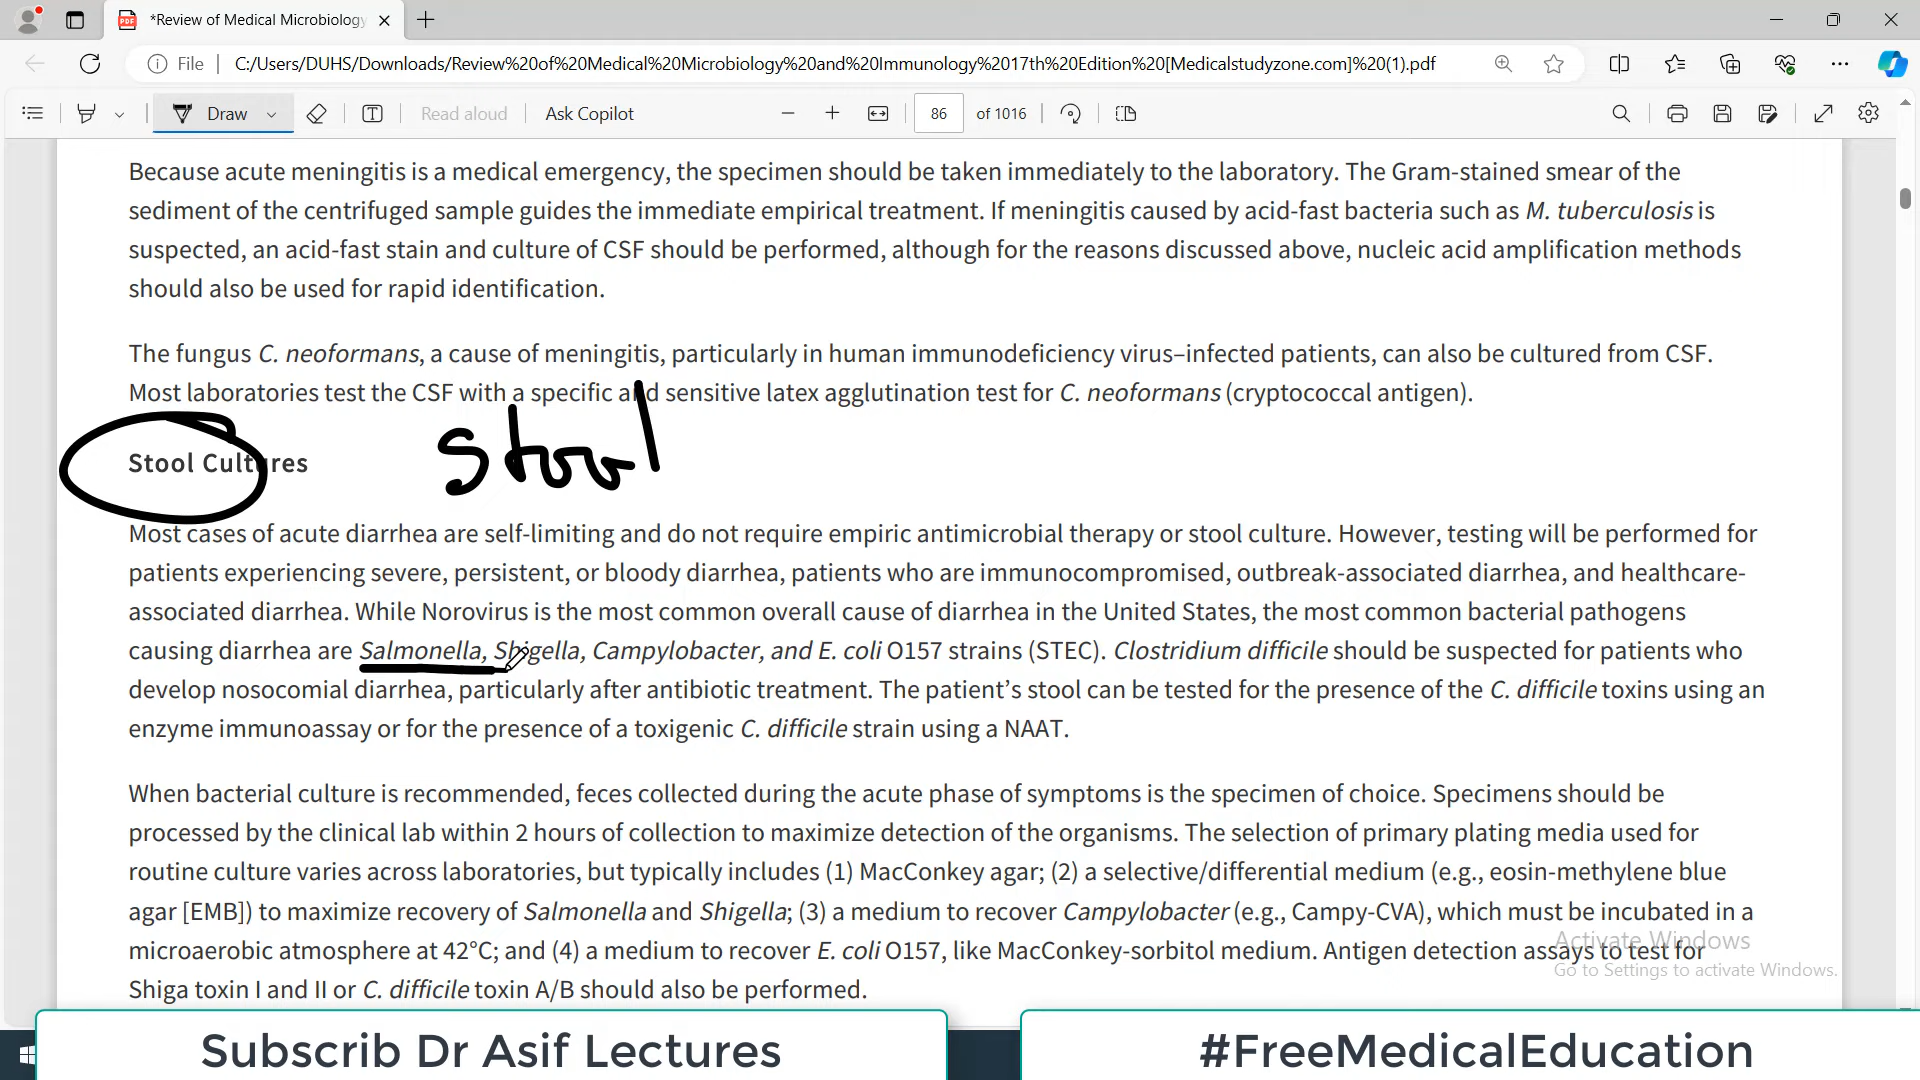 *Review of Medical Microbiology
File
C:/Users/DUHS/Downloads/Review%20of%20Medical%20Microbiology%20and%20Immunology%2017th%20Edition%20[Medicalstudyzone.com]%20(1).pdf
Draw
Read aloud
Ask Copilot
86
of 1016
Because acute meningitis is a medical emergency, the specimen should be taken immediately to the laboratory. The Gram-stained smear of the
sediment of the centrifuged sample guides the immediate empirical treatment. If meningitis caused by acid-fast bacteria such as M. tuberculosis is
suspected, an acid-fast stain and culture of CSF should be performed, although for the reasons discussed above, nucleic acid amplification methods
should also be used for rapid identification.
The fungus C. neoformans, a cause of meningitis, particularly in human immunodeficiency virus–infected patients, can also be cultured from CSF.
Most laboratories test the CSF with a specific and sensitive latex agglutination test for C. neoformans (cryptococcal antigen).
Stool Cultures
stool
Most cases of acute diarrhea are self-limiting and do not require empiric antimicrobial therapy or stool culture. However, testing will be performed for
patients experiencing severe, persistent, or bloody diarrhea, patients who are immunocompromised, outbreak-associated diarrhea, and healthcare-
associated diarrhea. While Norovirus is the most common overall cause of diarrhea in the United States, the most common bacterial pathogens
causing diarrhea are Salmonella, Shigella, Campylobacter, and E. coli O157 strains (STEC). Clostridium difficile should be suspected for patients who
develop nosocomial diarrhea, particularly after antibiotic treatment. The patient’s stool can be tested for the presence of the C. difficile toxins using an
enzyme immunoassay or for the presence of a toxigenic C. difficile strain using a NAAT.
When bacterial culture is recommended, feces collected during the acute phase of symptoms is the specimen of choice. Specimens should be
processed by the clinical lab within 2 hours of collection to maximize detection of the organisms. The selection of primary plating media used for
routine culture varies across laboratories, but typically includes (1) MacConkey agar; (2) a selective/differential medium (e.g., eosin-methylene blue
agar [EMB]) to maximize recovery of Salmonella and Shigella; (3) a medium to recover Campylobacter (e.g., Campy-CVA), which must be incubated in a
microaerobic atmosphere at 42°C; and (4) a medium to recover E. coli O157, like MacConkey-sorbitol medium. Antigen detection assays to test for
Shiga toxin I and II or C. difficile toxin A/B should also be performed.
Activate Windows
Go to Settings to activate Windows.
Subscrib Dr Asif Lectures
#FreeMedicalEducation